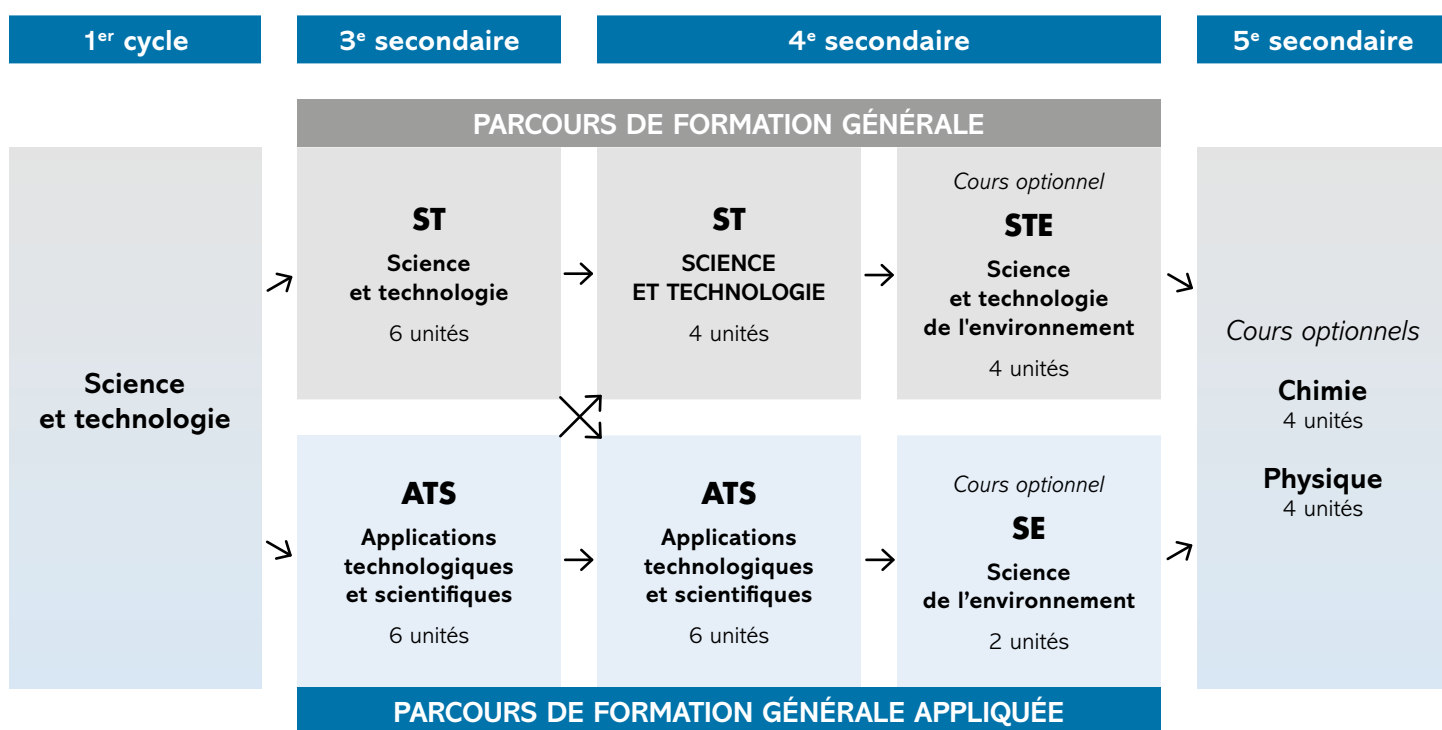 1er cycle
3e secondaire
4e secondaire
5e secondaire
PARCOURS DE FORMATION GÉNÉRALE
Science
et technologie
ST
Science
et technologie
6 unités
ST
SCIENCE
ET TECHNOLOGIE
4 unités
Cours optionnel
STE
Science
et technologie
de l'environnement
4 unités
ATS
Applications
technologiques
et scientifiques
6 unités
ATS
Applications
technologiques
et scientifiques
6 unités
Cours optionnel
SE
Science
de l’environnement
2 unités
Cours optionnels
Chimie
4 unités
Physique
4 unités
PARCOURS DE FORMATION GÉNÉRALE APPLIQUÉE